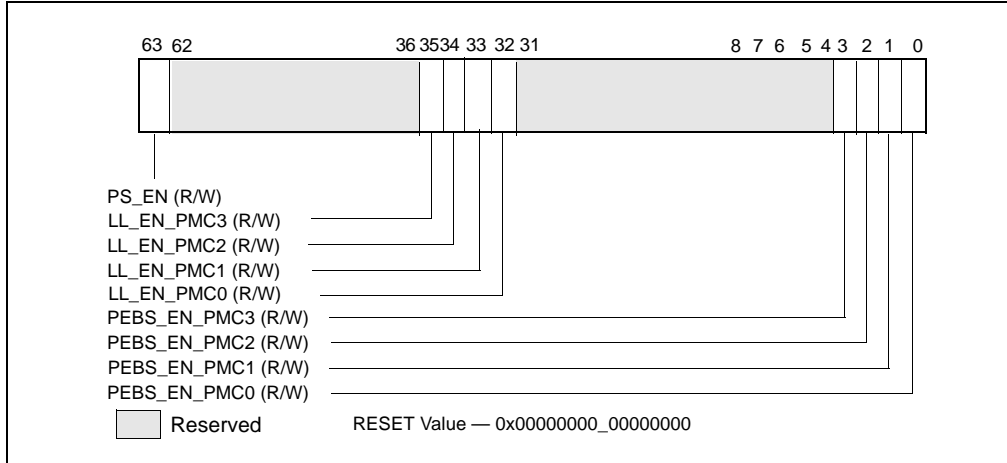 63 62 36 35 34 33 32 31 8 7 6 5 4 3 2 1 0
PS_EN (R/W)
LL_EN_PMC3 (R/W)
LL_EN_PMC2 (R/W)
LL_EN_PMC1 (R/W)
LL_EN_PMC0 (R/W)
PEBS_EN_PMC3 (R/W)
PEBS_EN_PMC2 (R/W)
PEBS_EN_PMC1 (R/W)
PEBS_EN_PMC0 (R/W)
Reserved RESET Value — 0x00000000_00000000